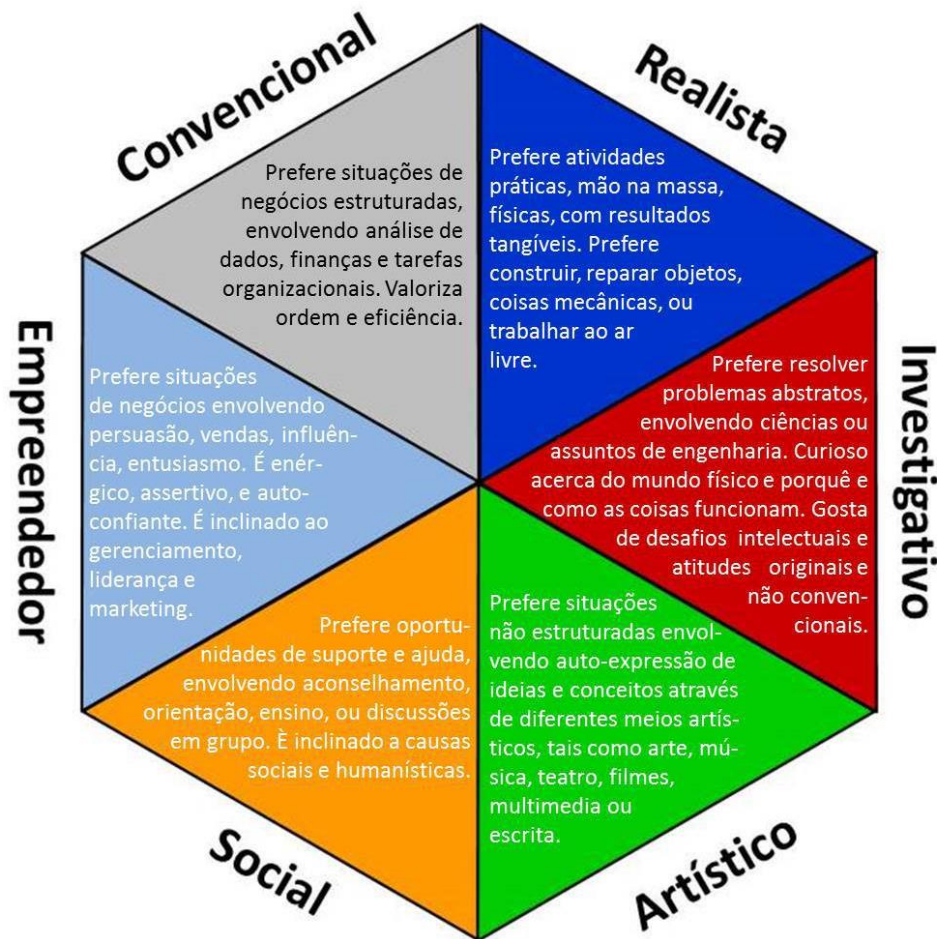 Convencional
Prefere situações de
negócios estruturadas,
envolvendo análise de
dados, finanças e tarefas
organizacionais. Valoriza
ordem e eficiência.
Realista
Prefere atividades
práticas, mão na massa,
físicas, com resultados
tangíveis. Prefere
construir, reparar objetos,
coisas mecânicas, ou
trabalhar ao ar
livre.
Empreendedor
Prefere situações
de negócios envolvendo
persuasão, vendas, influên-
cia, entusiasmo. É enér-
gico, assertivo, e auto-
confiante. É inclinado ao
gerenciamento,
liderança e
marketing.
Investigativo
Prefere resolver
problemas abstratos,
envolvendo ciências ou
assuntos de engenharia. Curioso
acerca do mundo físico e porquê e
como as coisas funcionam. Gosta
de desafios intelectuais e
atitudes originais e
não conven-
cionais.
Social
Prefere oportu-
nidades de suporte e ajuda,
envolvendo aconselhamento,
orientação, ensino, ou discussões
em grupo. È inclinado a causas
sociais e humanísticas.
Artístico
Prefere situações
não estruturadas envol-
vendo auto-expressão de
ideias e conceitos através
de diferentes meios artís-
ticos, tais como arte, mú-
sica, teatro, filmes,
multimedia ou
escrita.